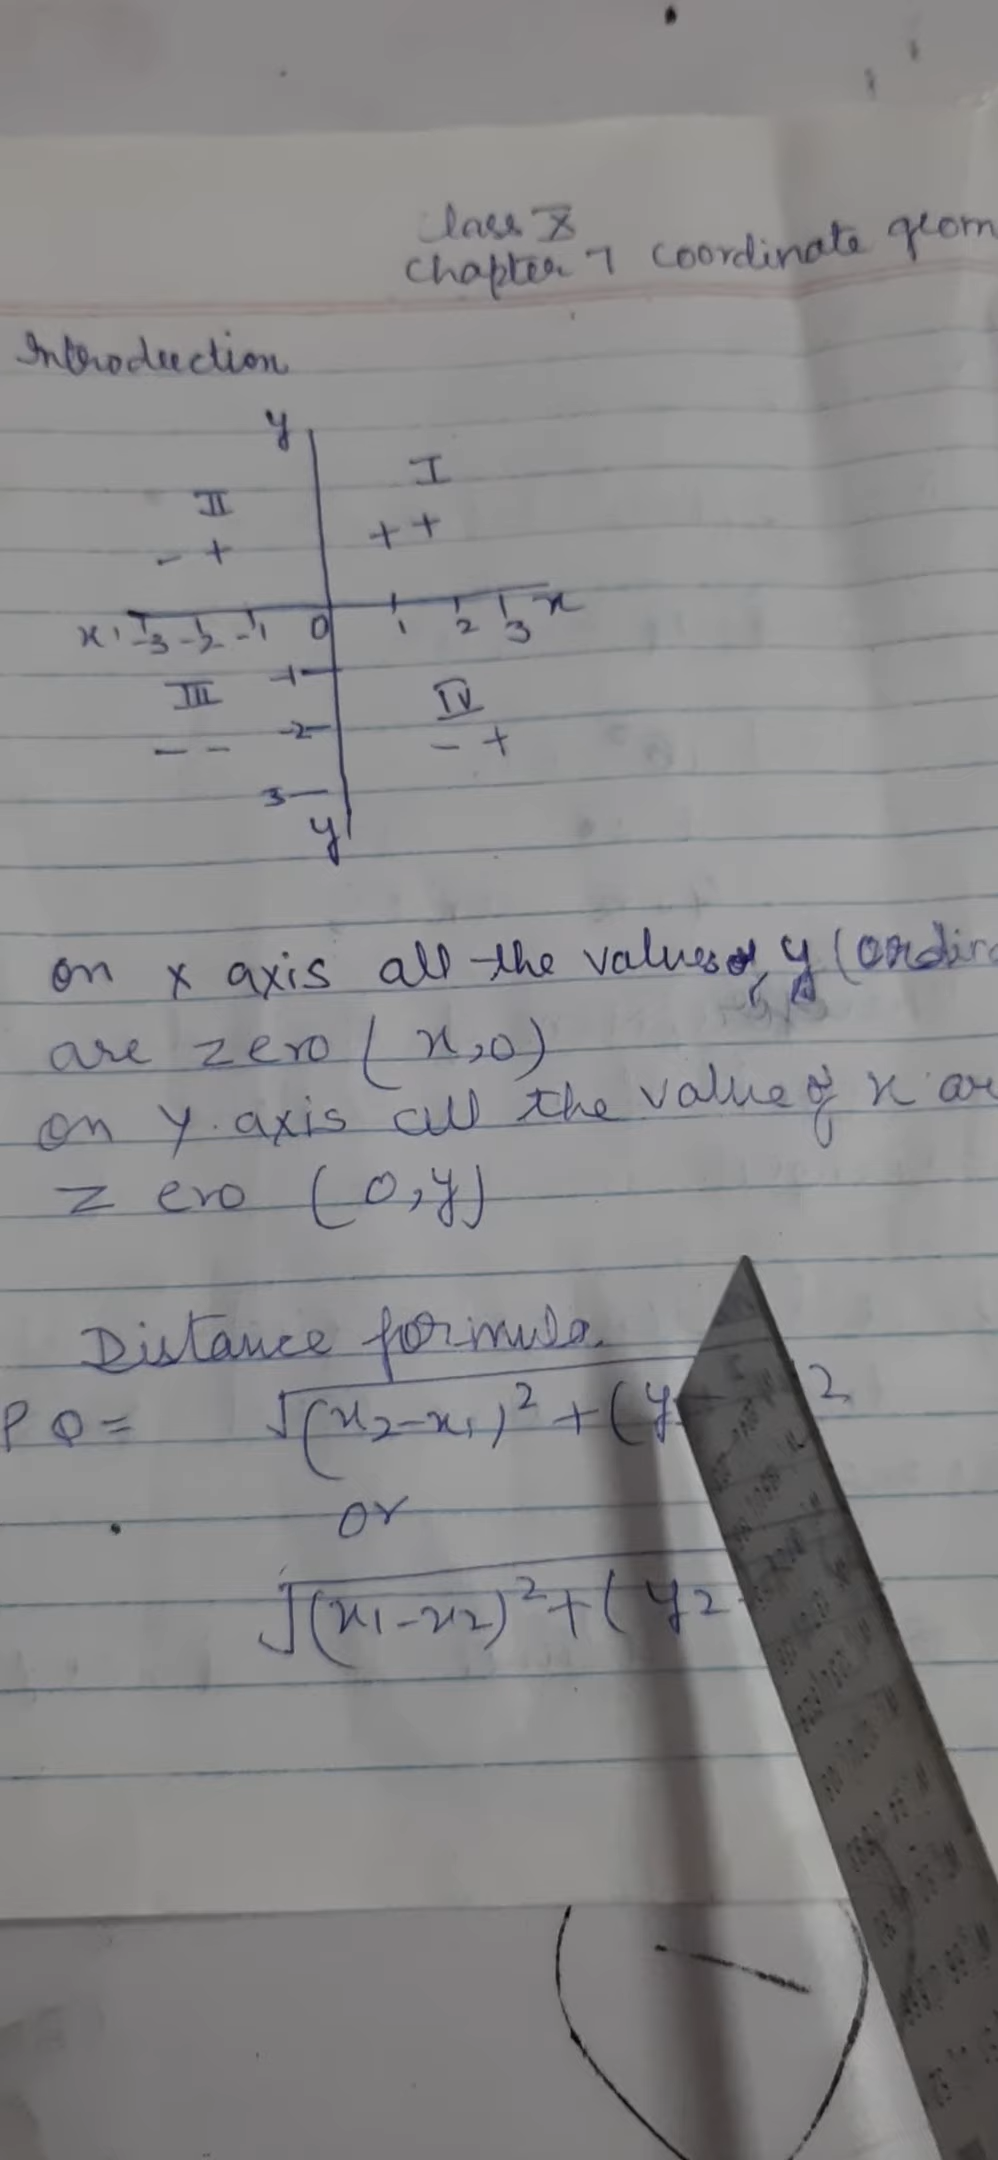 Class X
Chapter 7 coordinate geom
Introduction
y
II
I
- +
+ +
x' -3 -2 -1 0 1 2 3 x
-1
III
IV
-2
- -
- +
3
y
on x axis all the values of y (ordin
are zero (x,0)
on y axis all the value of x ar
zero (0,y)
Distance formula
PQ = √(x2-x1)² + (y 2
or
√(x1-x2)² + (y2